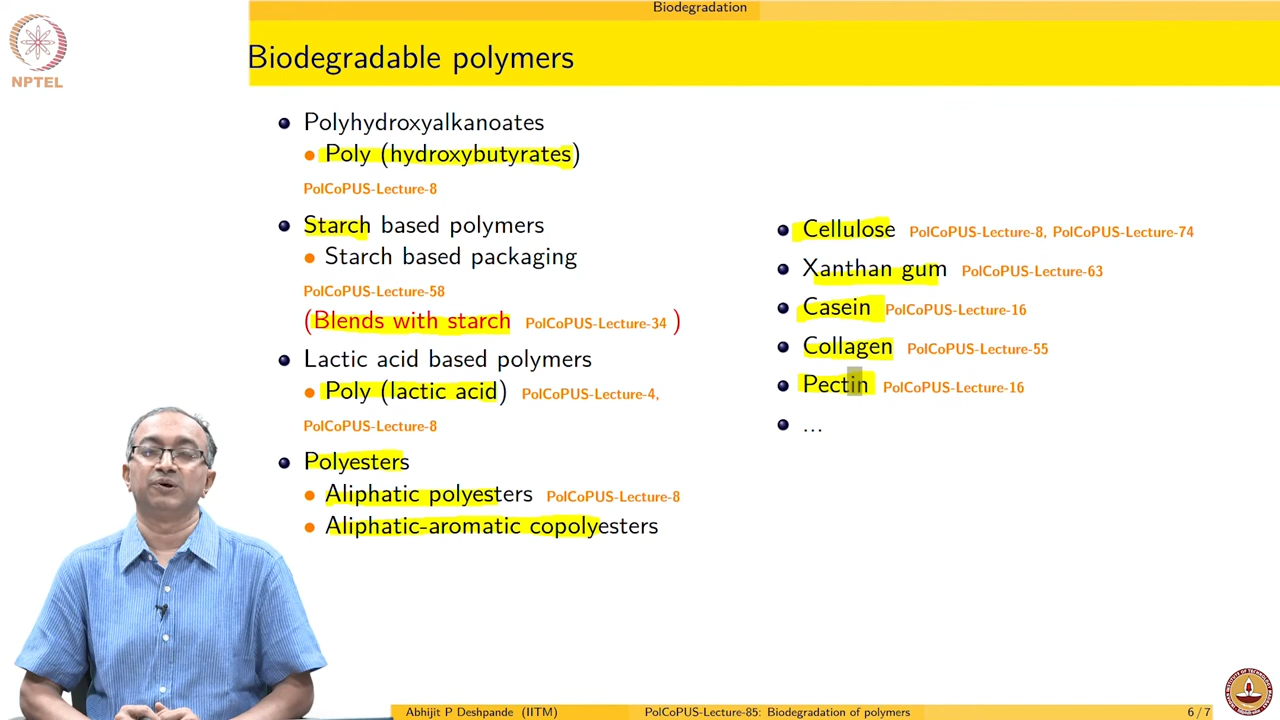 Biodegradation
NPTEL
Biodegradable polymers
Polyhydroxyalkanoates
Poly (hydroxybutyrates)
PolCoPUS-Lecture-8
Starch based polymers
Starch based packaging
PolCoPUS-Lecture-58
(Blends with starch PolCoPUS-Lecture-34 )
Lactic acid based polymers
Poly (lactic acid) PolCoPUS-Lecture-4,
PolCoPUS-Lecture-8
Polyesters
Aliphatic polyesters PolCoPUS-Lecture-8
Aliphatic-aromatic copolyesters
Cellulose PolCoPUS-Lecture-8, PolCoPUS-Lecture-74
Xanthan gum PolCoPUS-Lecture-63
Casein PolCoPUS-Lecture-16
Collagen PolCoPUS-Lecture-55
Pectin PolCoPUS-Lecture-16
...
Abhijit P Deshpande (IITM) PolCoPUS-Lecture-85: Biodegradation of polymers 6/7